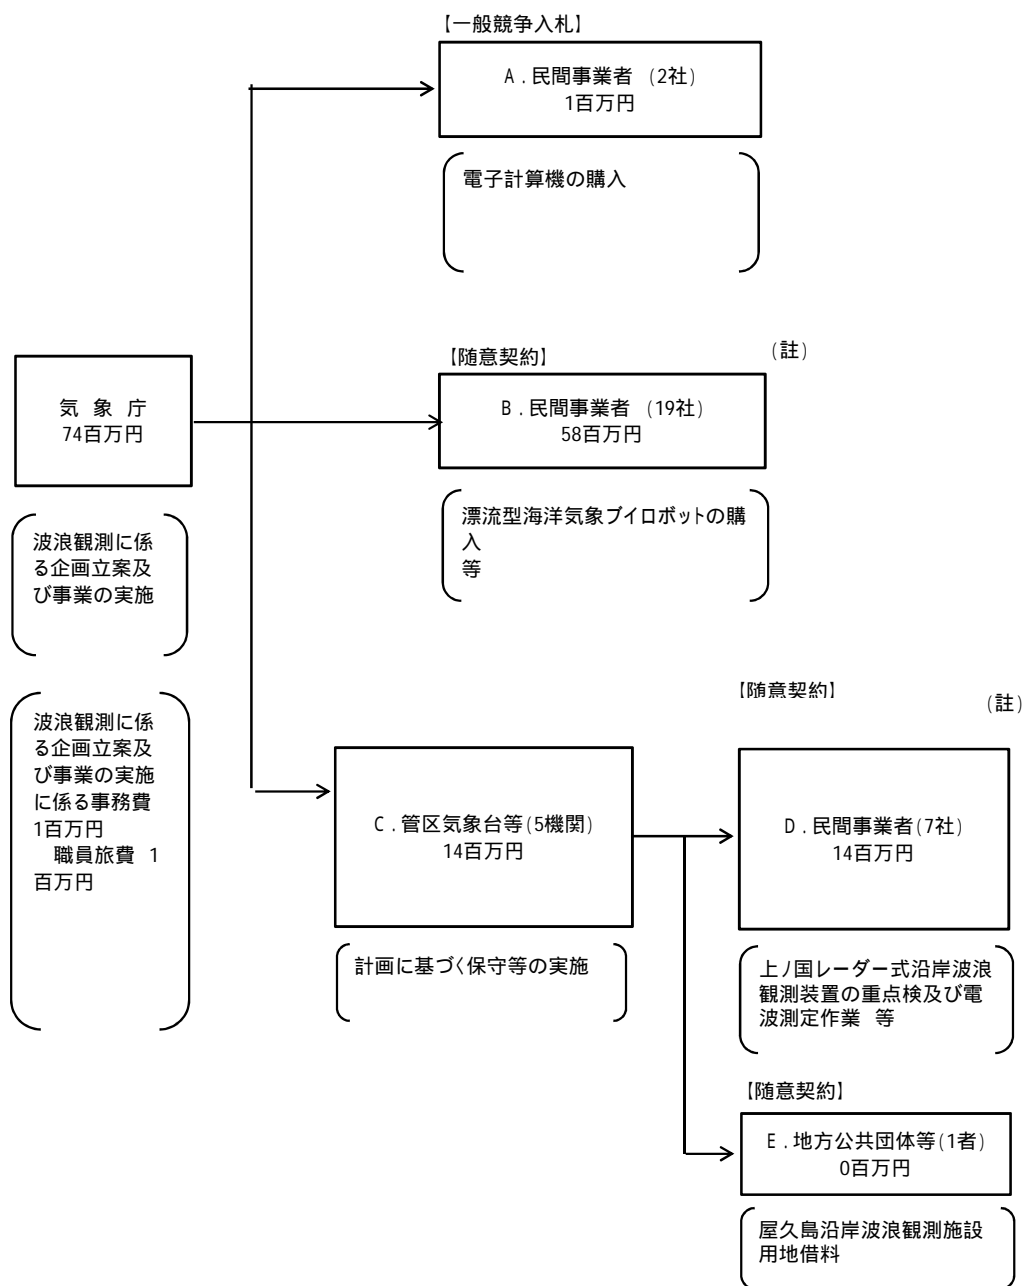 【一般競争入札】
A．民間事業者 (2社)
1百万円
電子計算機の購入
【随意契約】
(註)
気 象 庁
74百万円
B．民間事業者 (19社)
58百万円
波浪観測に係
る企画立案及
び事業の実施
漂流型海洋気象ブイロボットの購
入
等
波浪観測に係
る企画立案及
び事業の実施
に係る事務費
1百万円
職員旅費 1
百万円
【随意契約】
(註)
C．管区気象台等(5機関)
14百万円
D．民間事業者(7社)
14百万円
計画に基づく保守等の実施
上ノ国レーダー式沿岸波浪
観測装置の重点検及び電
波測定作業 等
【随意契約】
E．地方公共団体等(1者)
0百万円
屋久島沿岸波浪観測施設
用地借料